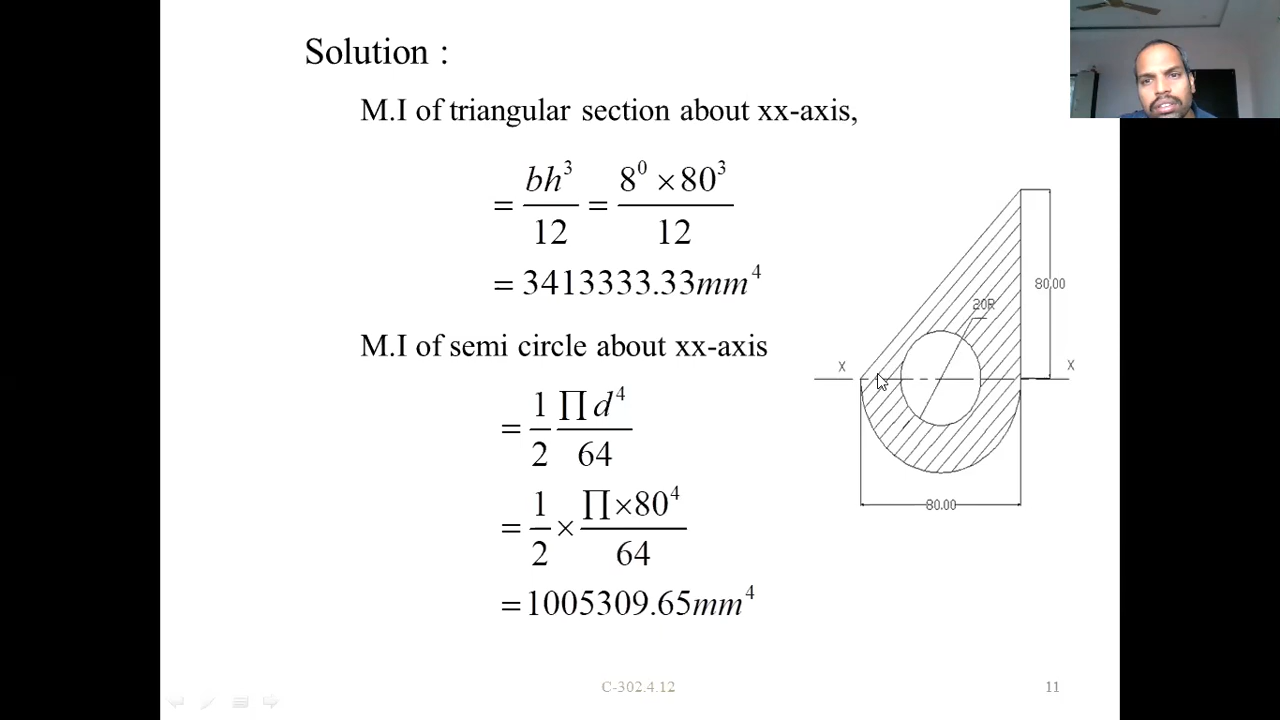 Solution :
M.I of triangular section about xx-axis,
= bh³/12 = 8⁰ × 80³/12
= 3413333.33mm⁴
M.I of semi circle about xx-axis
= 1/2 ∏ d⁴/64
= 1/2 × ∏×80⁴/64
= 1005309.65mm⁴
80.00
20R
X
X
80.00
C-302.4.12
11